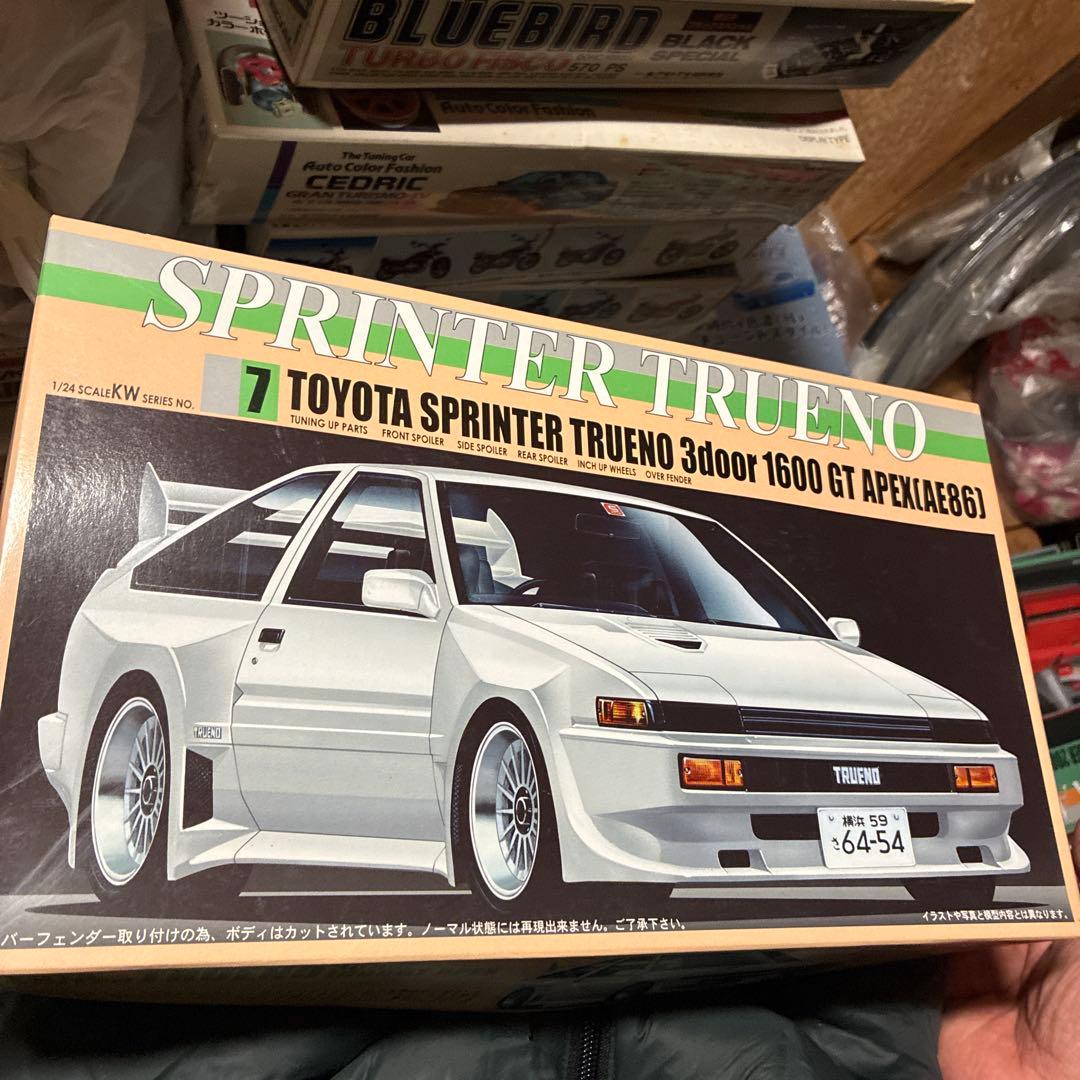 BLUEBIRD
BLACK SPECIAL
TURBO
570 PS
Auto Color Fashion
DISPLAY TYPE
The Tuning Car
Auto Color Fashion
CEDRIC
GRAN TURISMO
SPRINTER TRUENO
1/24 SCALE KW SERIES NO.
7
TOYOTA SPRINTER TRUENO 3door 1600 GT APEX(AE86)
TUNING UP PARTS FRONT SPOILER SIDE SPOILER REAR SPOILER INCH UP WHEELS OVER FENDER
S
TRUENO
TRUENO
横浜 59
さ 64-54
イラストや写真と模型内容とは異なります。
バーフェンダー取り付けの為、ボディはカットされています。ノーマル状態には再現出来ません。ご了承下さい。